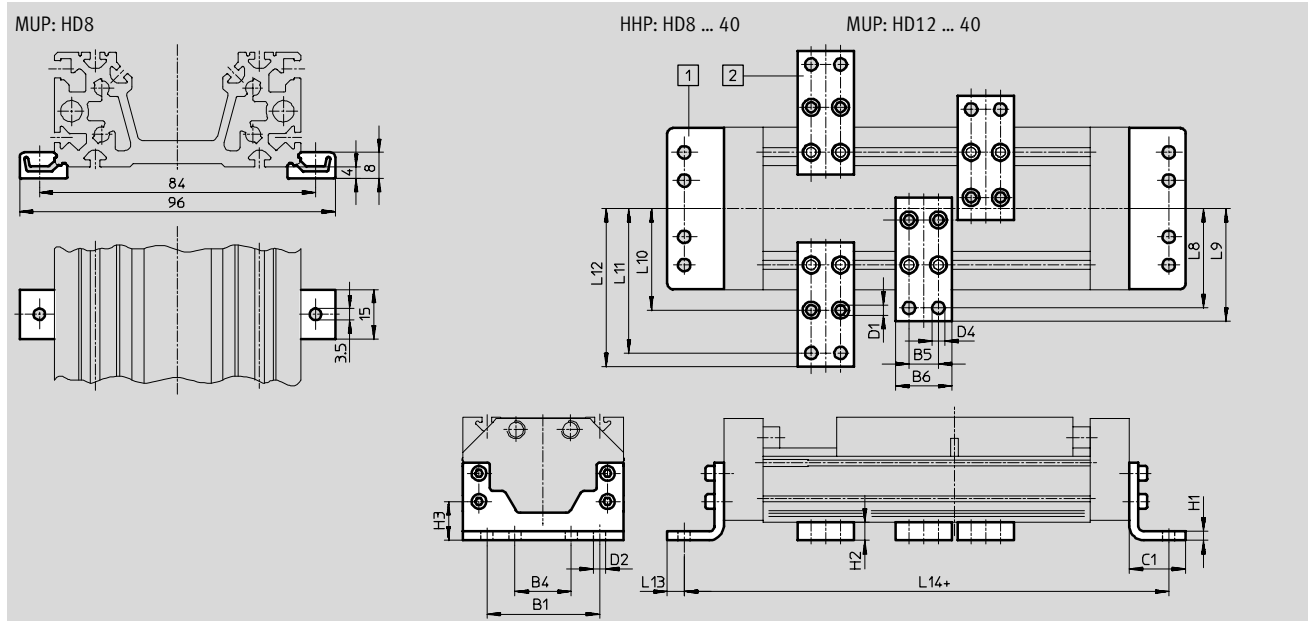 MUP: HD8
HHP: HD8 ... 40
MUP: HD12 ... 40
1
2
4
8
84
96
15
3.5
L12
L11
L10
L8
L9
D1
D4
B5
B6
H3
D2
B4
B1
H2
H1
C1
L13
L14+